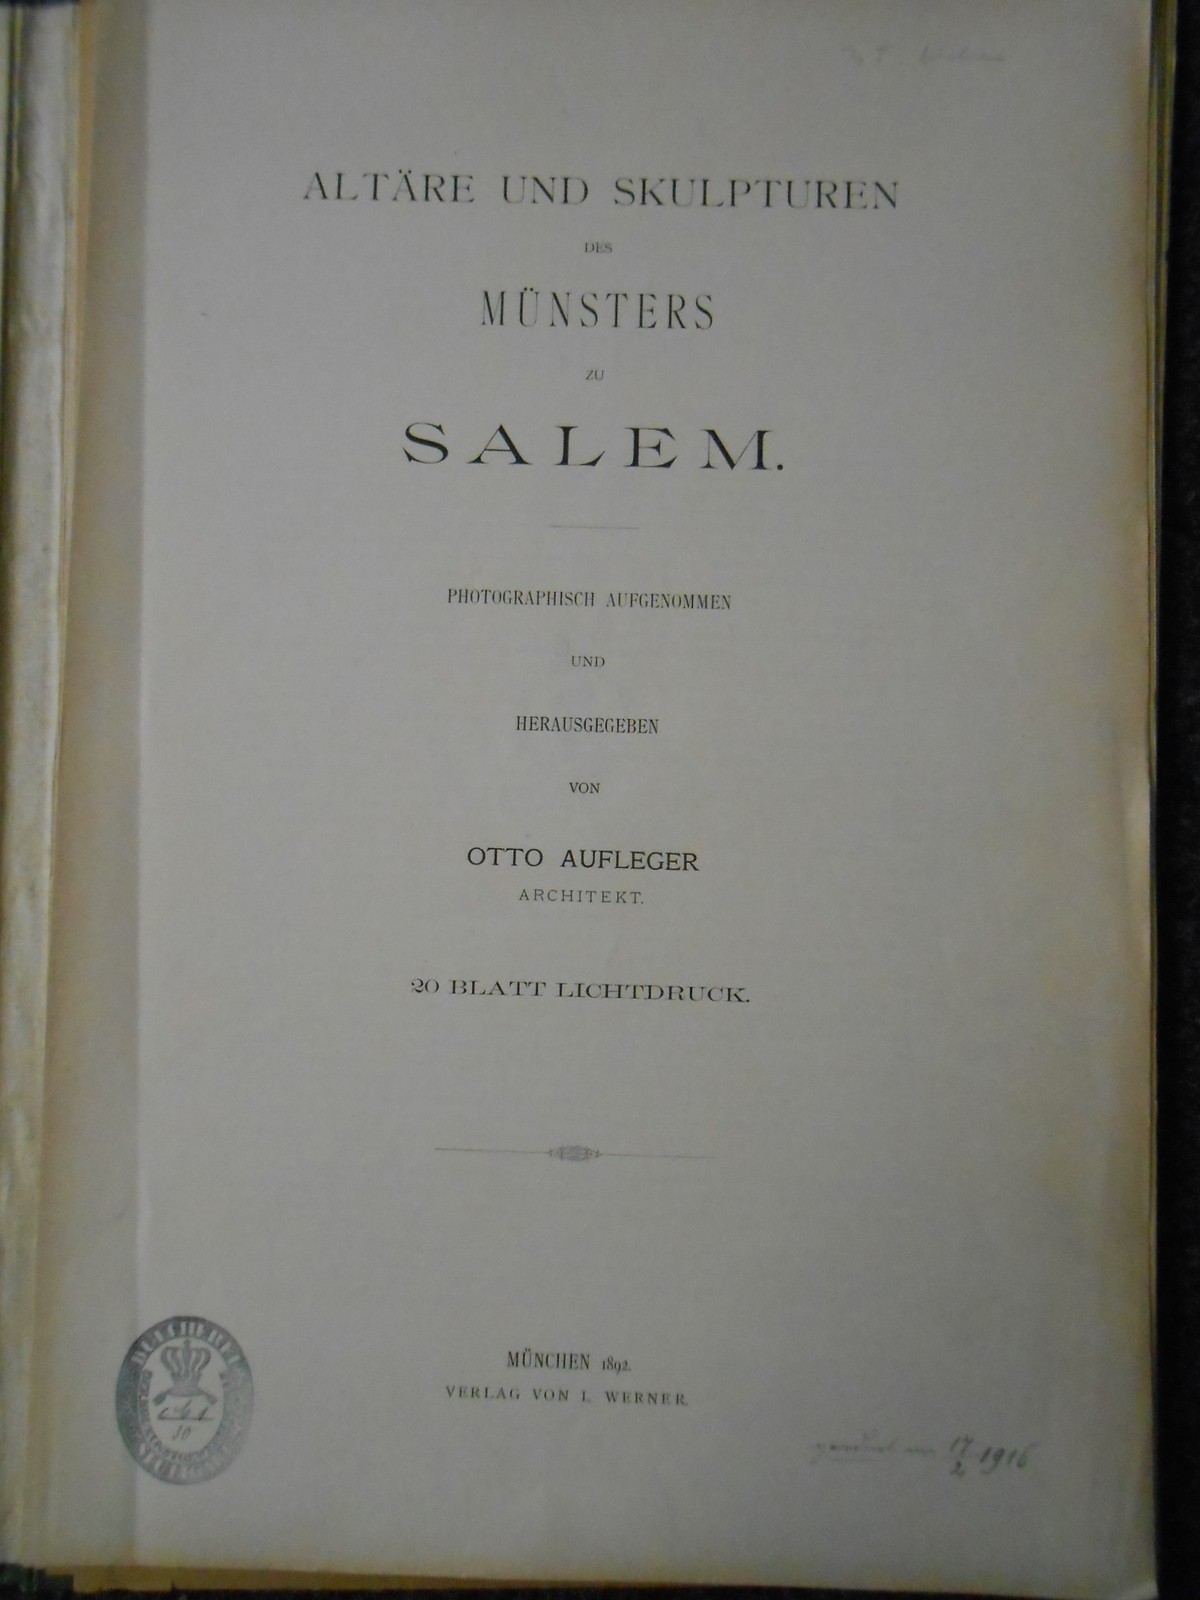 ALTÄRE UND SKULPTUREN
DES
MÜNSTERS
ZU
SALEM.
PHOTOGRAPHISCH AUFGENOMMEN
UND
HERAUSGEGEBEN
VON
OTTO AUFLEGER
ARCHITEKT.
20 BLATT LICHTDRUCK.
MÜNCHEN 1892.
VERLAG VON L. WERNER.
BUECHEREI
17/2 1916